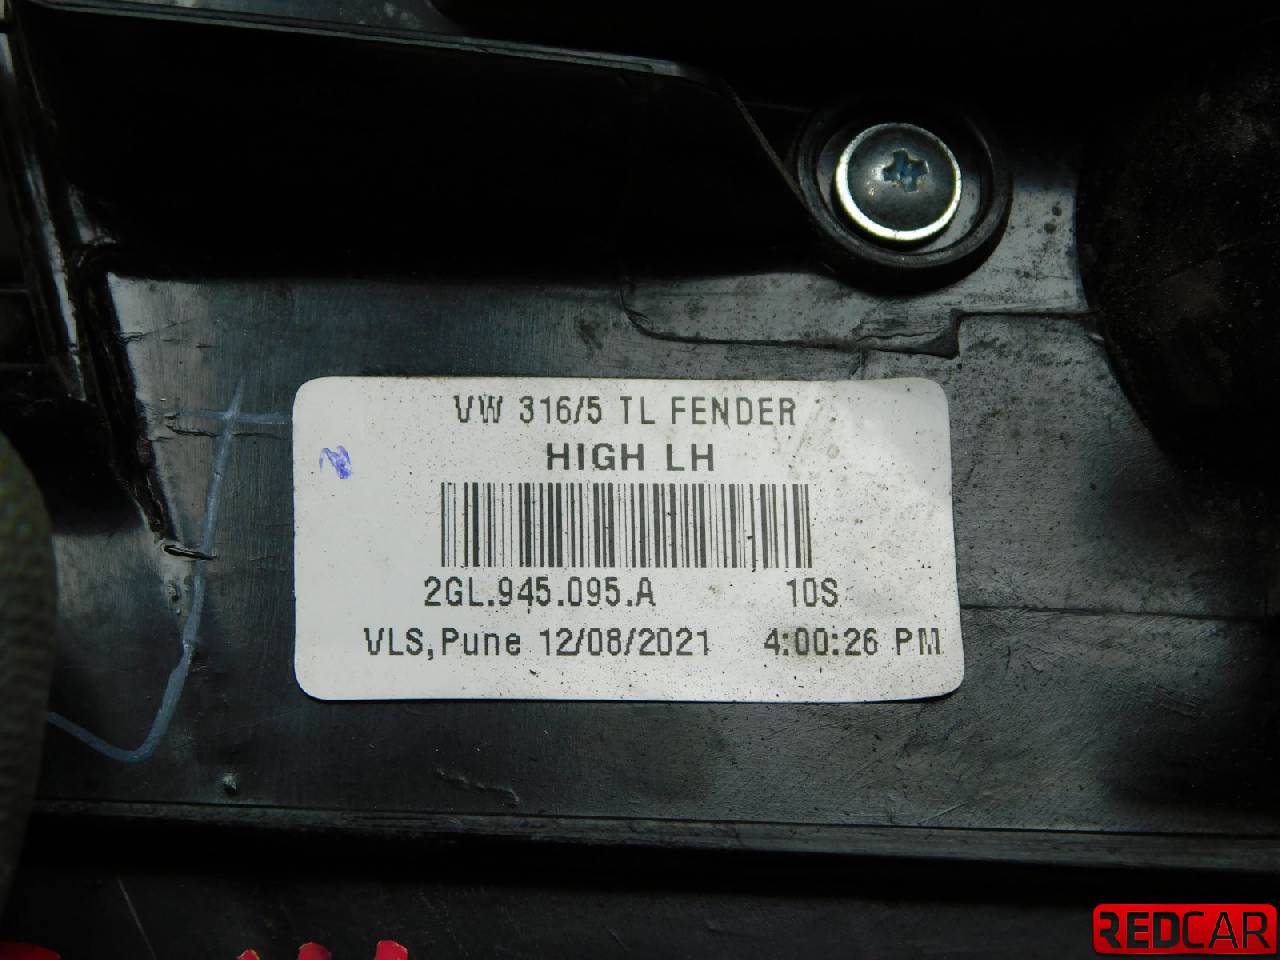 VW 316/5 TL FENDER
HIGH LH
2GL.945.095.A 10S
VLS,Pune 12/08/2021 4:00:26 PM
REDCAR